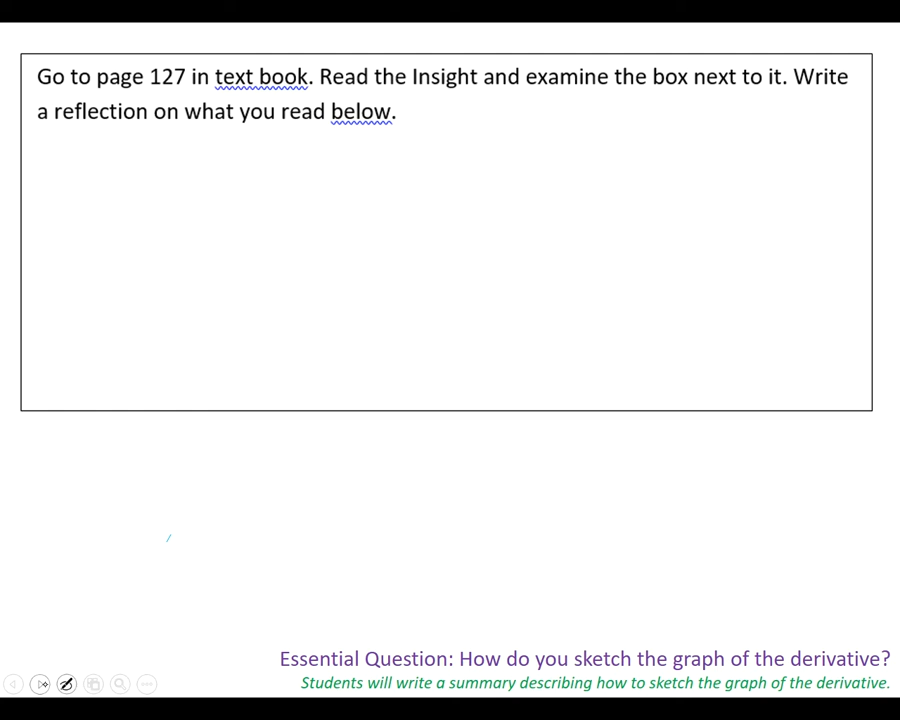 Go to page 127 in text book. Read the Insight and examine the box next to it. Write
a reflection on what you read below.
Essential Question: How do you sketch the graph of the derivative?
Students will write a summary describing how to sketch the graph of the derivative.